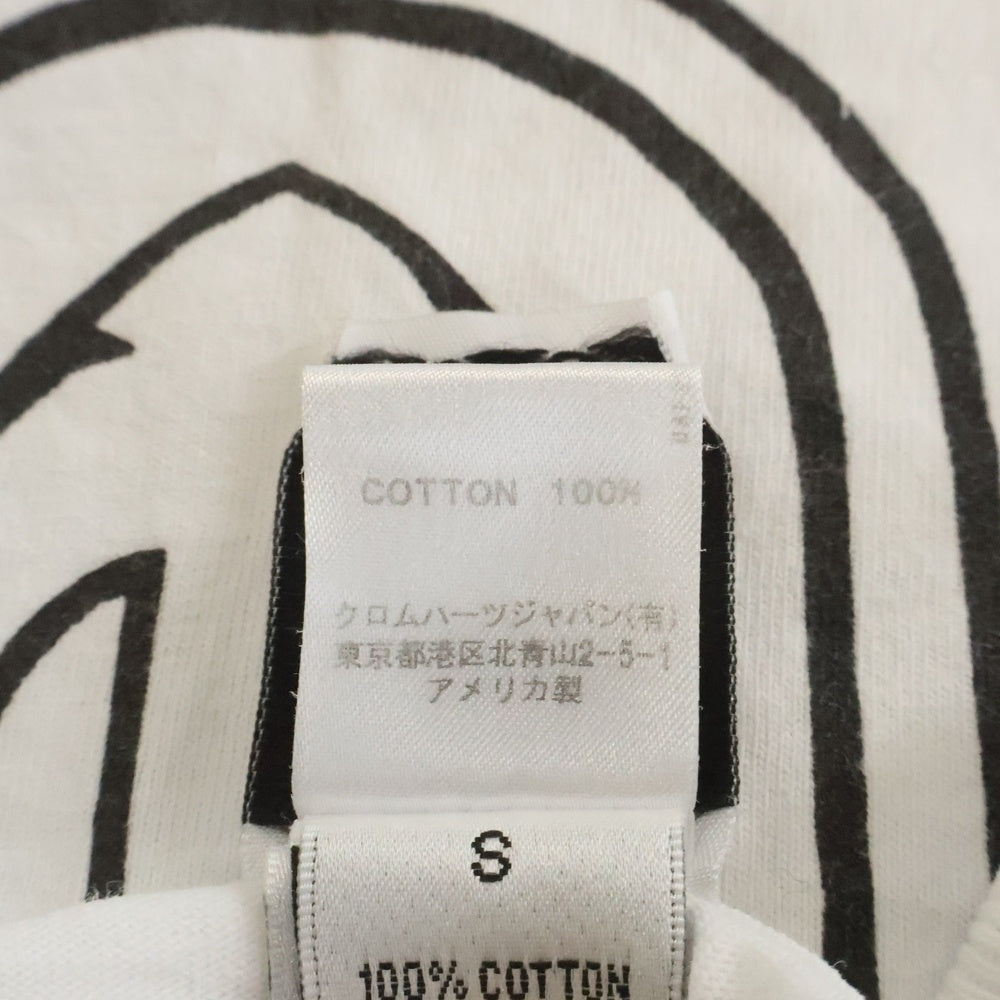 COTTON 100%
クロムハーツジャパン(有)
東京都港区北青山2-5-1
アメリカ製
S
100% COTTON